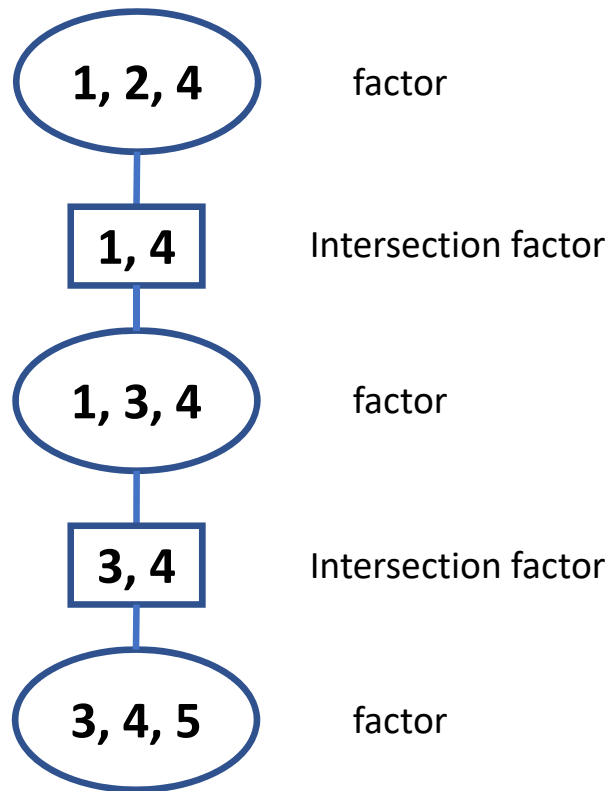 1, 2, 4 factor
1, 4 Intersection factor
1, 3, 4 factor
3, 4 Intersection factor
3, 4, 5 factor